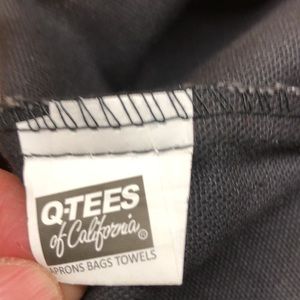 Q-TEES
of California®
APRONS BAGS TOWELS